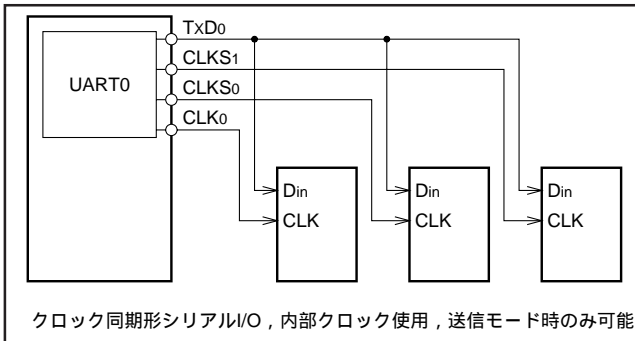 TxD0
CLKS1
UART0
CLKS0
CLK0
Din
Din
Din
CLK
CLK
CLK
クロック同期形シリアルI/O，内部クロック使用，送信モード時のみ可能